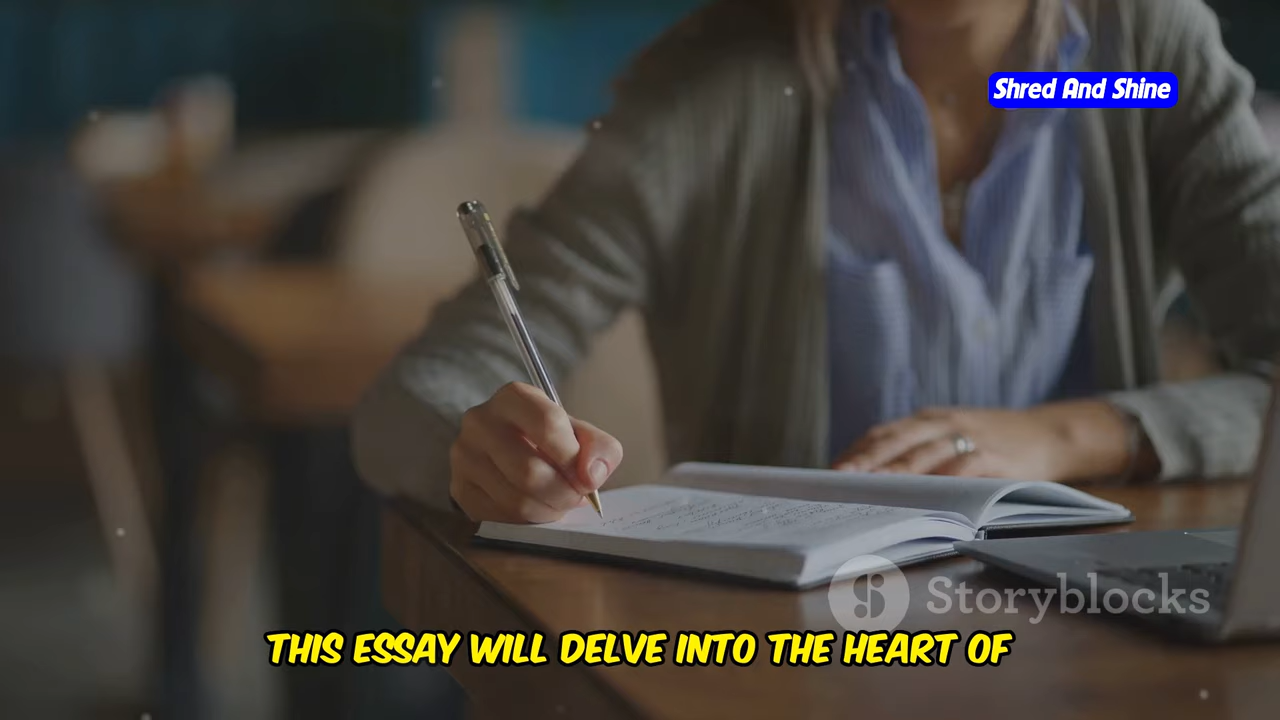 Shred And Shine
Storyblocks
THIS ESSAY WILL DELVE INTO THE HEART OF